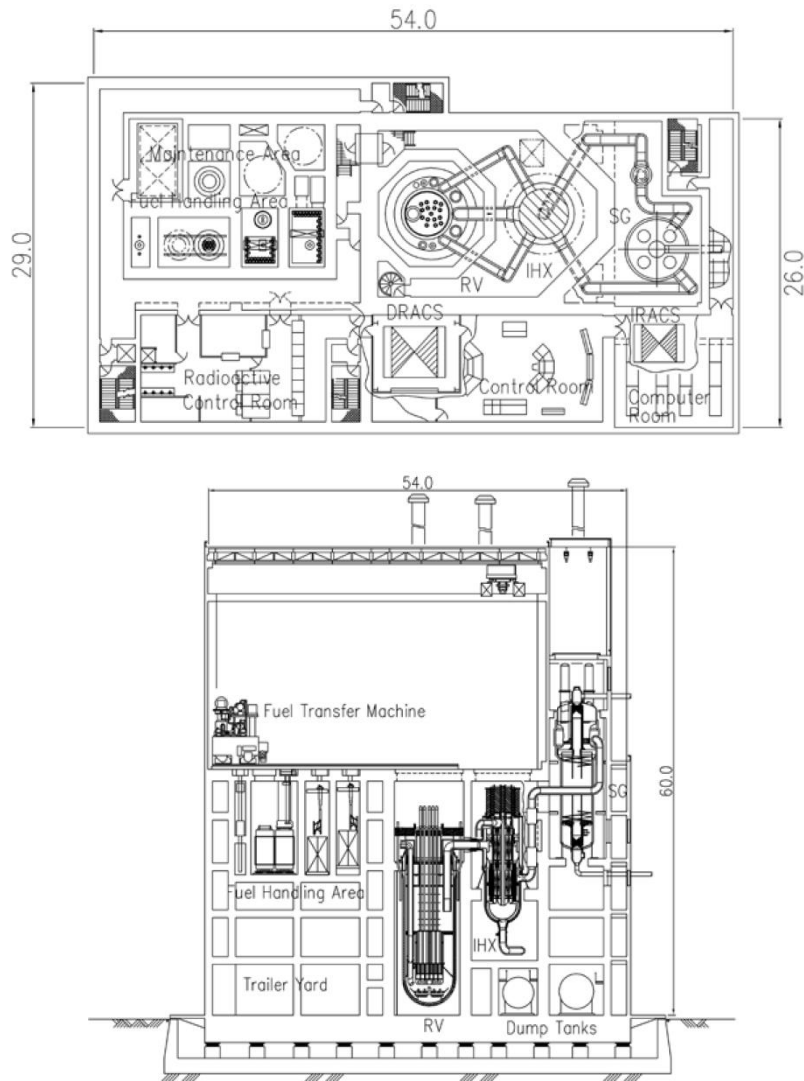 54.0
29.0
26.0
Maintenance Area
Fuel Handling Area
SG
IHX
RV
DRACS
IRACS
Radioactive
Control Room
Control Room
Computer
Room
54.0
Fuel Transfer Machine
60.0
SG
Fuel Handling Area
IHX
Trailer Yard
RV
Dump Tanks